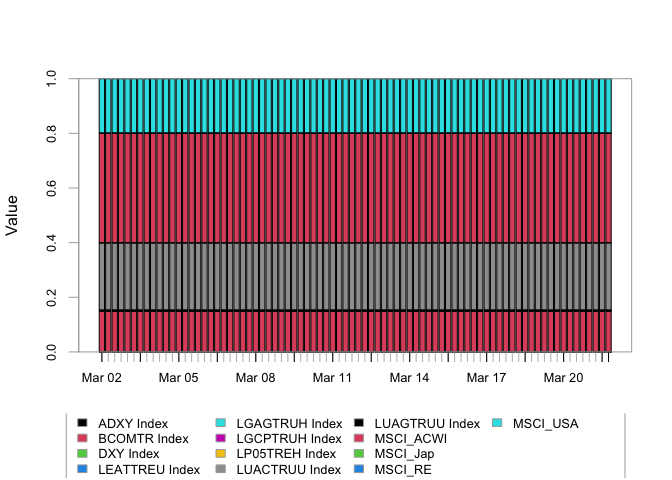 1.0
0.8
0.6
0.4
0.2
0.0
Value
Mar 02 Mar 05 Mar 08 Mar 11 Mar 14 Mar 17 Mar 20
ADXY Index LGAGTRUH Index LUAGTRUU Index MSCI_USA
BCOMTR Index LGCPTRUH Index MSCI_ACWI
DXY Index LP05TREH Index MSCI_Jap
LEATTREU Index LUACTRUU Index MSCI_RE